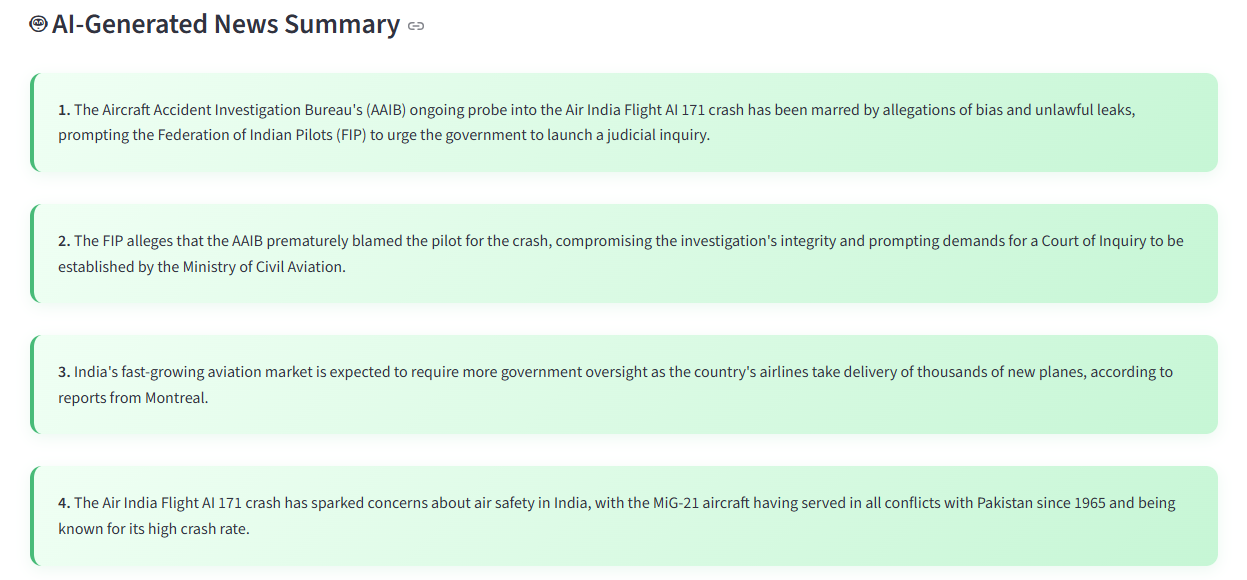 AI-Generated News Summary
1. The Aircraft Accident Investigation Bureau's (AAIB) ongoing probe into the Air India Flight AI 171 crash has been marred by allegations of bias and unlawful leaks,
prompting the Federation of Indian Pilots (FIP) to urge the government to launch a judicial inquiry.
2. The FIP alleges that the AAIB prematurely blamed the pilot for the crash, compromising the investigation's integrity and prompting demands for a Court of Inquiry to be
established by the Ministry of Civil Aviation.
3. India's fast-growing aviation market is expected to require more government oversight as the country's airlines take delivery of thousands of new planes, according to
reports from Montreal.
4. The Air India Flight AI 171 crash has sparked concerns about air safety in India, with the MiG-21 aircraft having served in all conflicts with Pakistan since 1965 and being
known for its high crash rate.